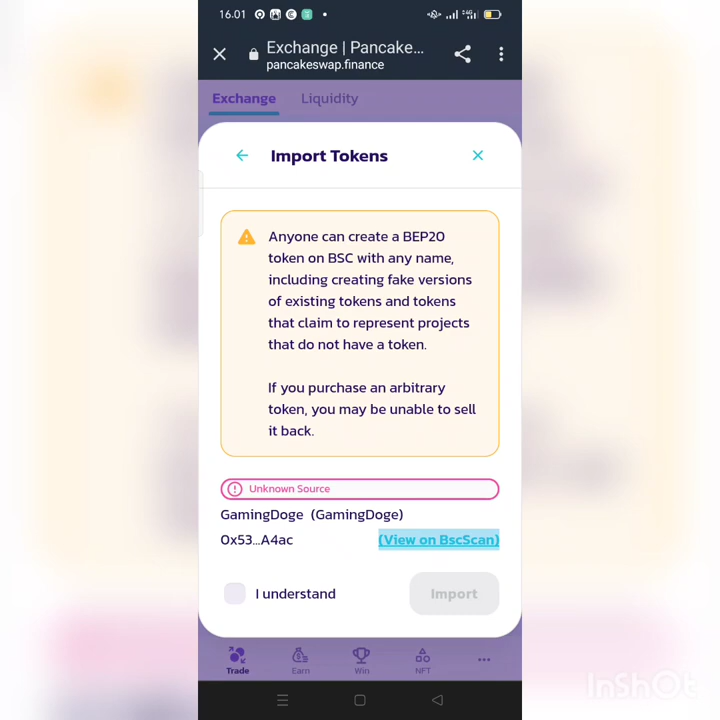 16.01
Exchange | Pancake...
pancakeswap.finance
Exchange Liquidity
Import Tokens
Anyone can create a BEP20
token on BSC with any name,
including creating fake versions
of existing tokens and tokens
that claim to represent projects
that do not have a token.
If you purchase an arbitrary
token, you may be unable to sell
it back.
Unknown Source
GamingDoge (GamingDoge)
0x53...A4ac (View on BscScan)
I understand Import
Trade Earn Win NFT
InShOt